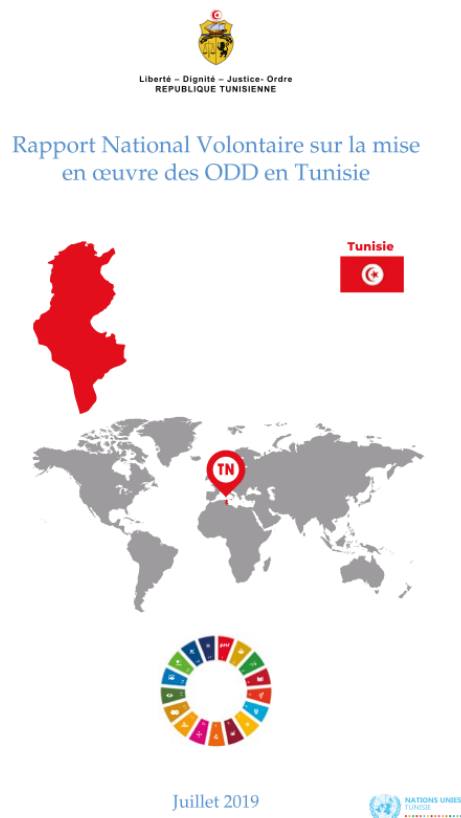 Liberté – Dignité – Justice- Ordre
REPUBLIQUE TUNISIENNE
Rapport National Volontaire sur la mise
en œuvre des ODD en Tunisie
Tunisie
TN
Juillet 2019
NATIONS UNIES
TUNISIE